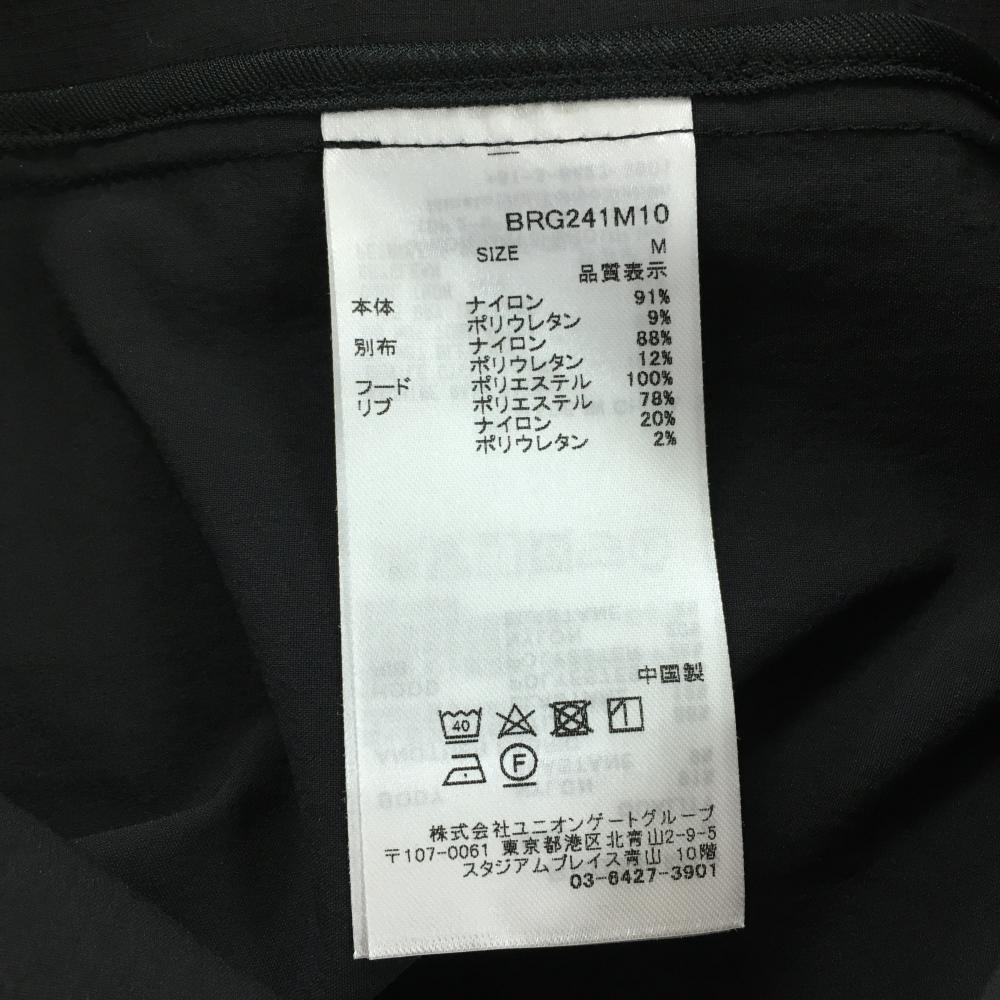 BRG241M10
SIZE M
品質表示
本体 ナイロン 91%
ポリウレタン 9%
別布 ナイロン 88%
ポリウレタン 12%
フード ポリエステル 100%
リブ ポリエステル 78%
ナイロン 20%
ポリウレタン 2%
中国製
40
F
株式会社ユニオンゲートグループ
〒107-0061 東京都港区北青山2-9-5
スタジアムプレイス青山 10階
03-6427-3901